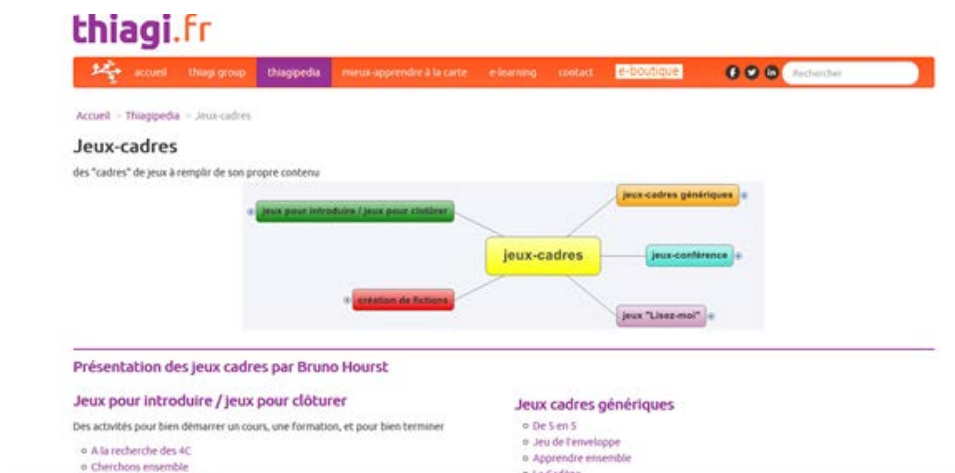 thiagi.fr
accueil thiagi group thiagipedia mieux-apprendre à la carte e-learning contact e-boutique Rechercher
Accueil Thiagipedia Jeux-cadres
Jeux-cadres
des "cadres" de jeux à remplir de son propre contenu
jeux-cadres génériques
jeux pour introduire / jeux pour clotûrer
jeux-cadres
jeux-conférence
création de fictions
jeux "Lisez-moi"
Présentation des jeux cadres par Bruno Hourst
Jeux pour introduire / jeux pour clôturer
Des activités pour bien démarrer un cours, une formation, et pour bien terminer
A la recherche des 4C
Cherchons ensemble
Jeux cadres génériques
De 5 en 5
Jeu de l'enveloppe
Apprendre ensemble